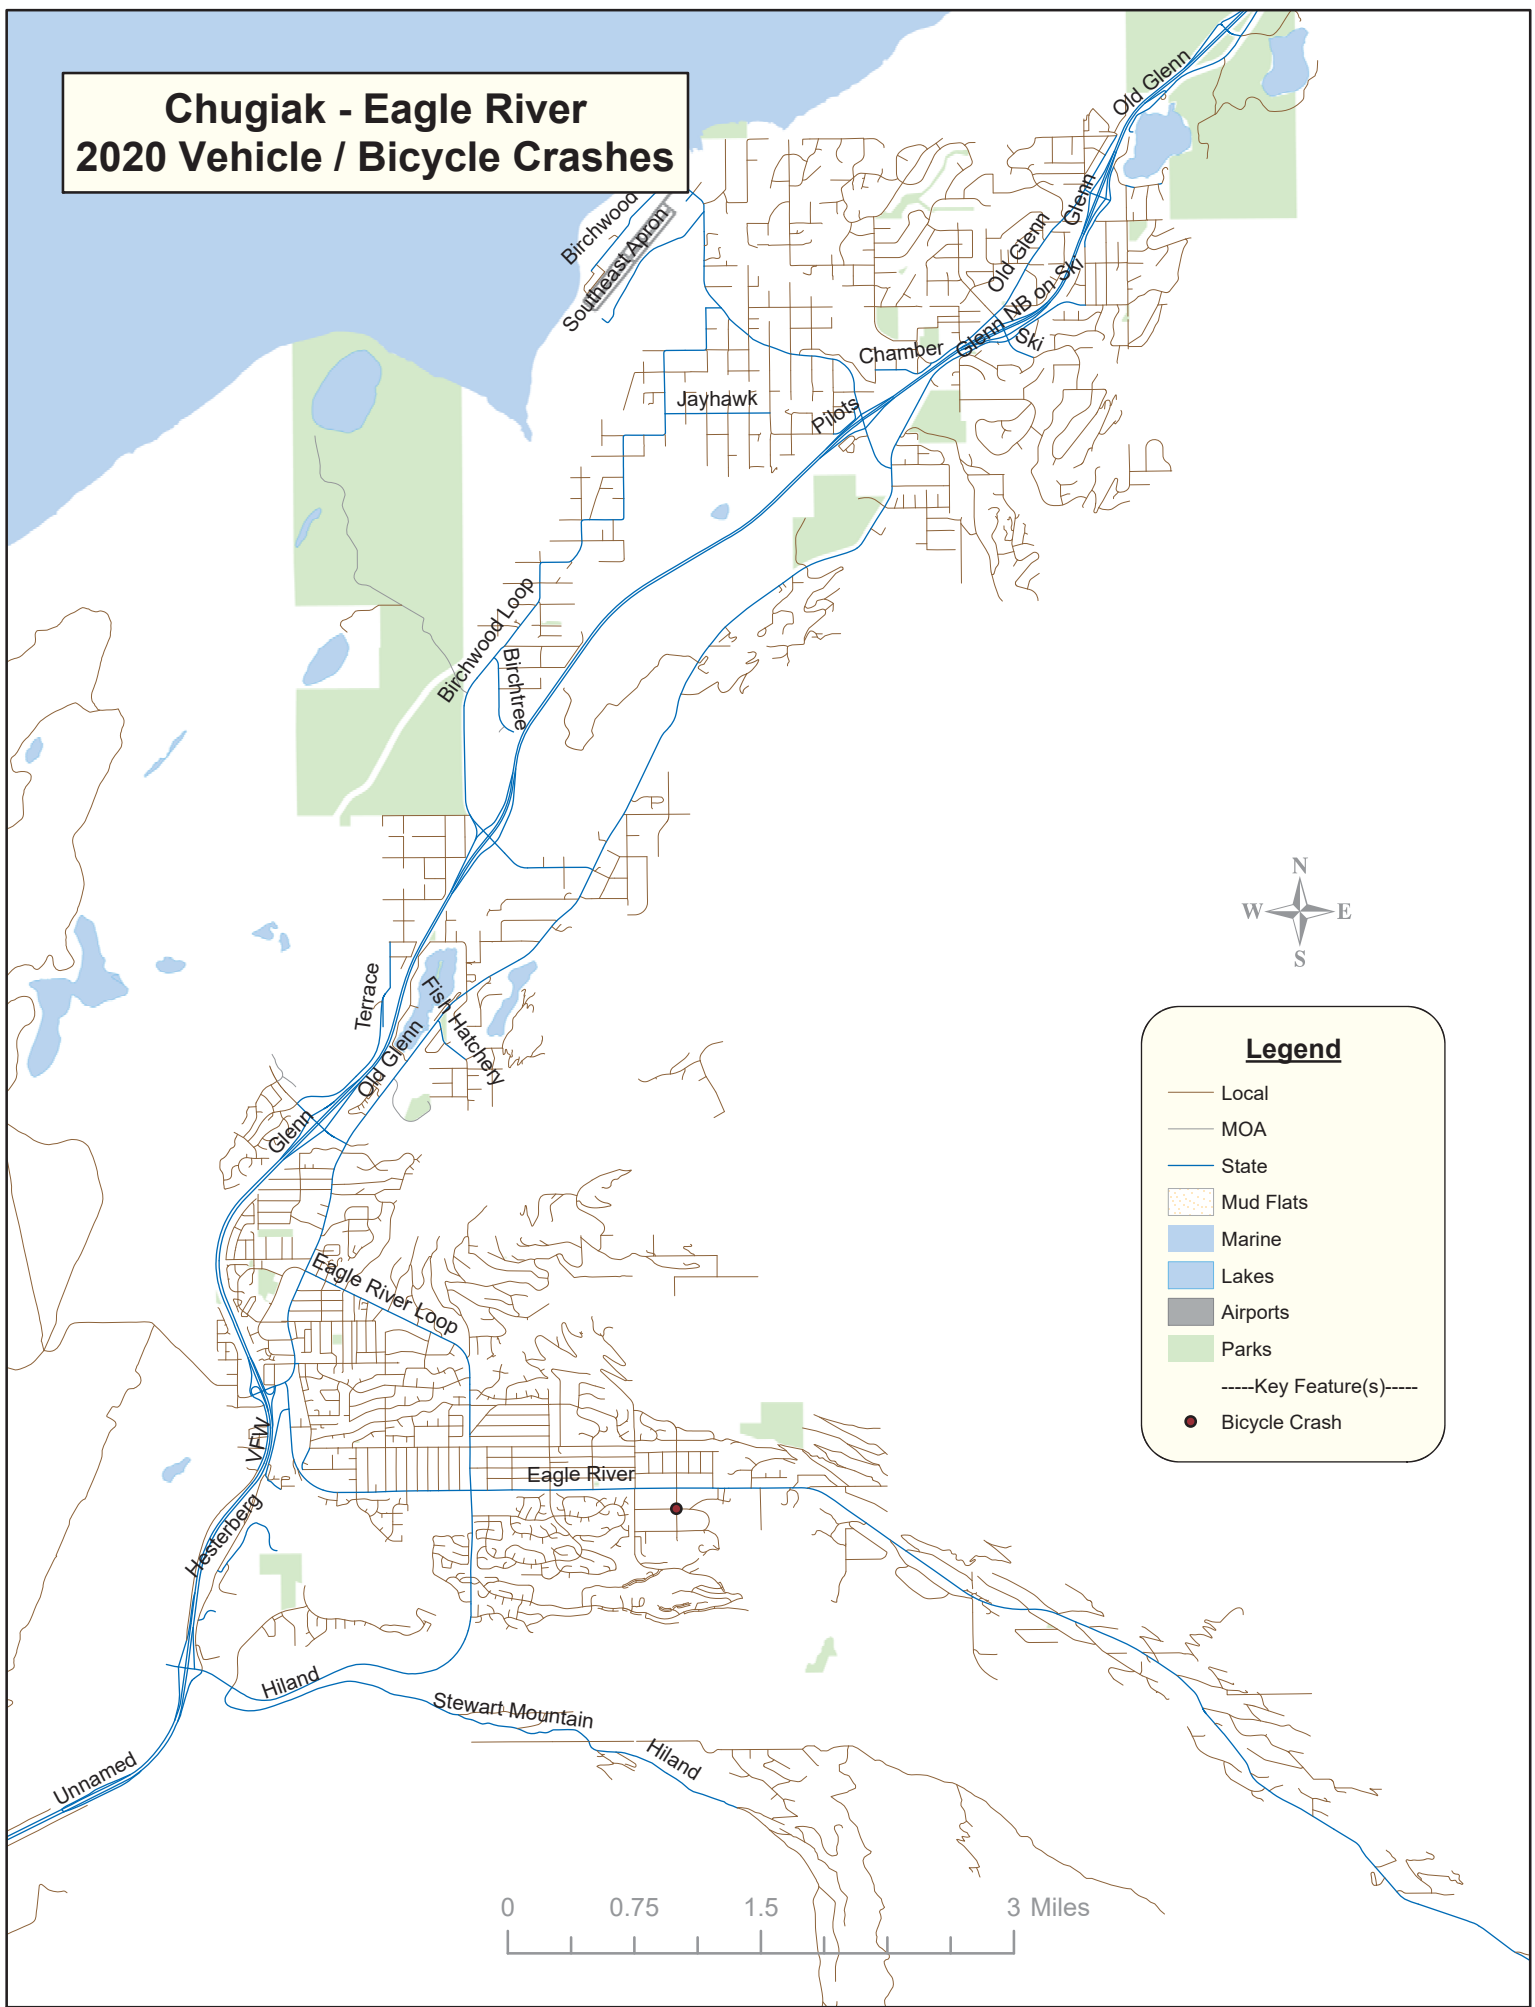 Chugiak - Eagle River
2020 Vehicle / Bicycle Crashes
Old Glenn
Birchwood
Southeast Apron
Glenn
Old Glenn
Glenn NB on Ski
Ski
Chamber
Jayhawk
Pilots
Birchwood Loop
Birchtree
N
W E
S
Terrace
Fish Hatchery
Old Glenn
Glenn
Legend
Local
MOA
State
Mud Flats
Marine
Lakes
Airports
Parks
-----Key Feature(s)-----
Bicycle Crash
Eagle River Loop
VFW
Eagle River
Hesterberg
Hiland
Stewart Mountain
Hiland
Unnamed
0 0.75 1.5 3 Miles